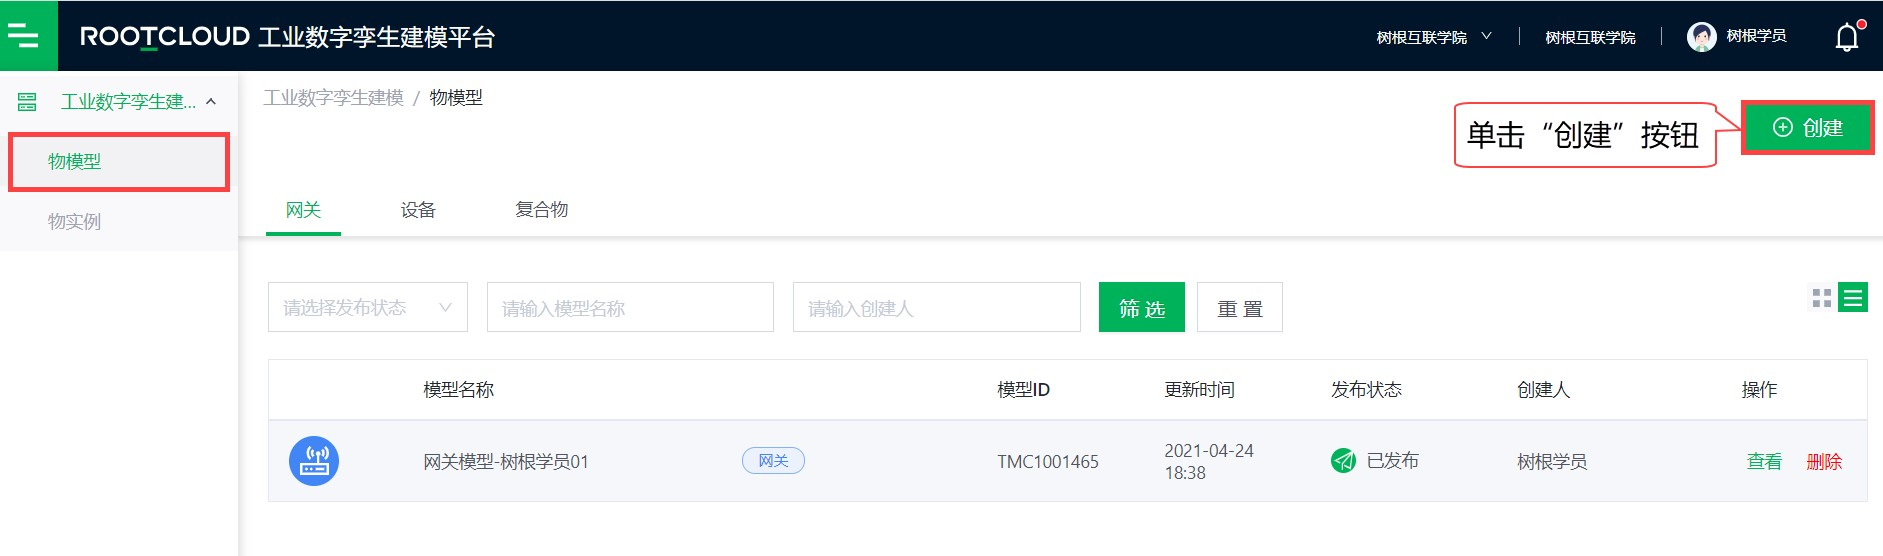 ROOTCLOUD 工业数字孪生建模平台
树根互联学院
树根互联学院
树根学员
工业数字孪生建...
物模型
物实例
工业数字孪生建模 / 物模型
单击“创建”按钮
创建
网关
设备
复合物
请选择发布状态
请输入模型名称
请输入创建人
筛 选
重 置
模型名称
模型ID
更新时间
发布状态
创建人
操作
网关模型-树根学员01
网关
TMC1001465
2021-04-24
18:38
已发布
树根学员
查看
删除